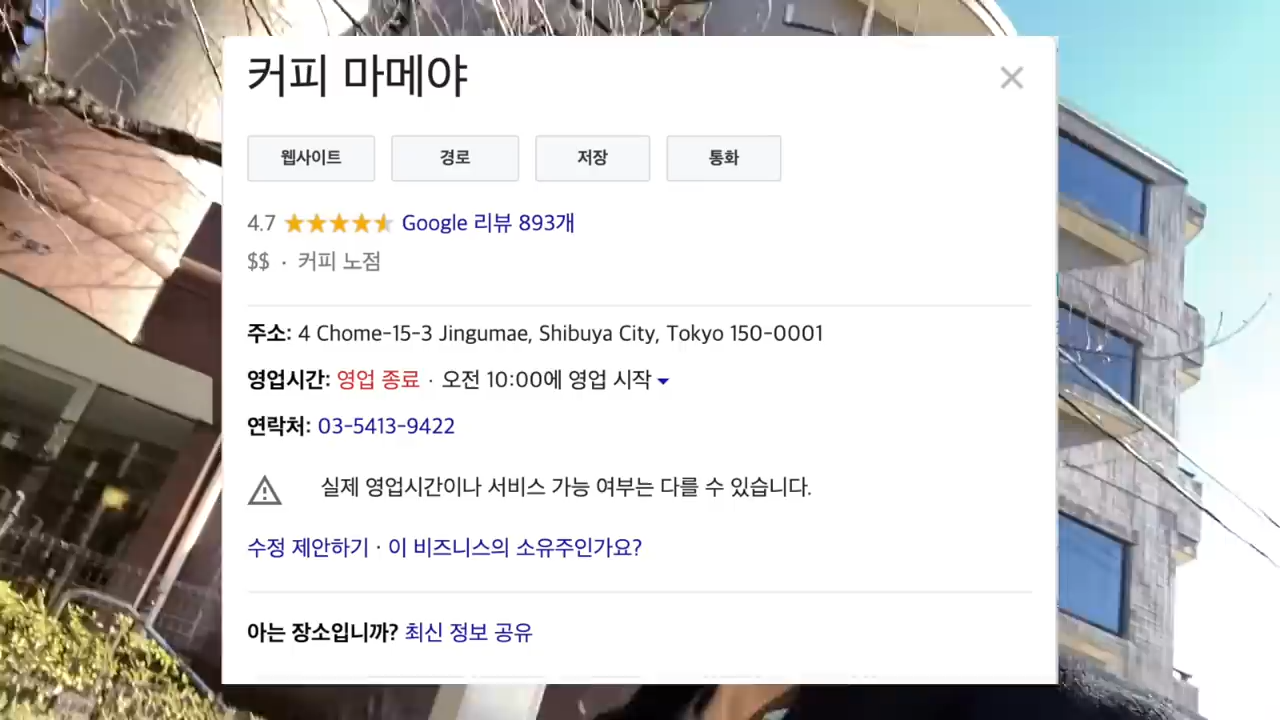 커피 마메야
웹사이트 경로 저장 통화
4.7 Google 리뷰 893개
$$ · 커피 노점
주소: 4 Chome-15-3 Jingumae, Shibuya City, Tokyo 150-0001
영업시간: 영업 종료 · 오전 10:00에 영업 시작
연락처: 03-5413-9422
실제 영업시간이나 서비스 가능 여부는 다를 수 있습니다.
수정 제안하기 · 이 비즈니스의 소유주인가요?
아는 장소입니까? 최신 정보 공유